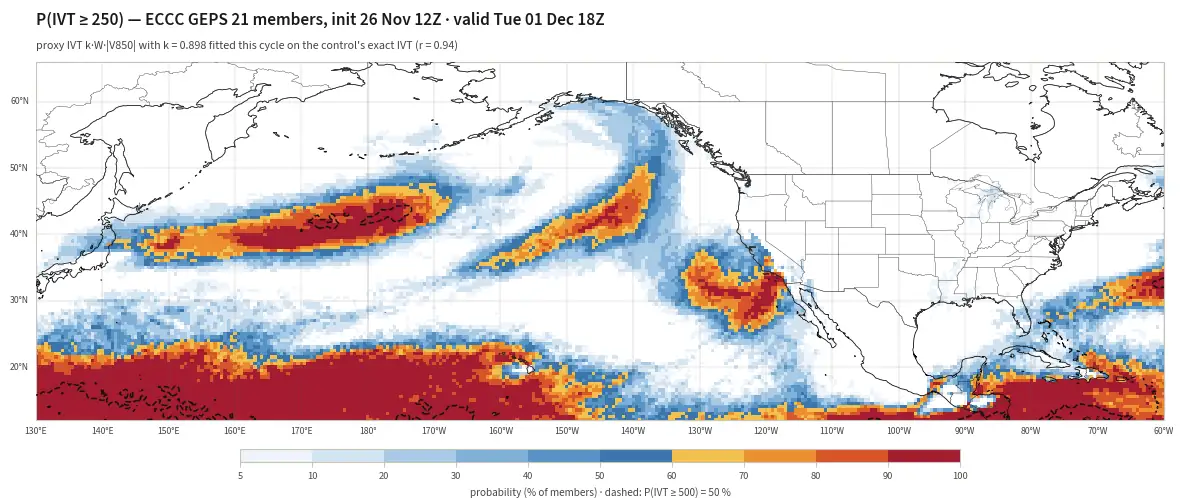 P(IVT ≥ 250) — ECCC GEPS 21 members, init 26 Nov 12Z · valid Tue 01 Dec 18Z
proxy IVT k·W·|V850| with k = 0.898 fitted this cycle on the control's exact IVT (r = 0.94)
60°N
50°N
40°N
30°N
20°N
130°E 140°E 150°E 160°E 170°E 180° 170°W 160°W 150°W 140°W 130°W 120°W 110°W 100°W 90°W 80°W 70°W 60°W
5 10 20 30 40 50 60 70 80 90 100
probability (% of members) · dashed: P(IVT ≥ 500) = 50 %